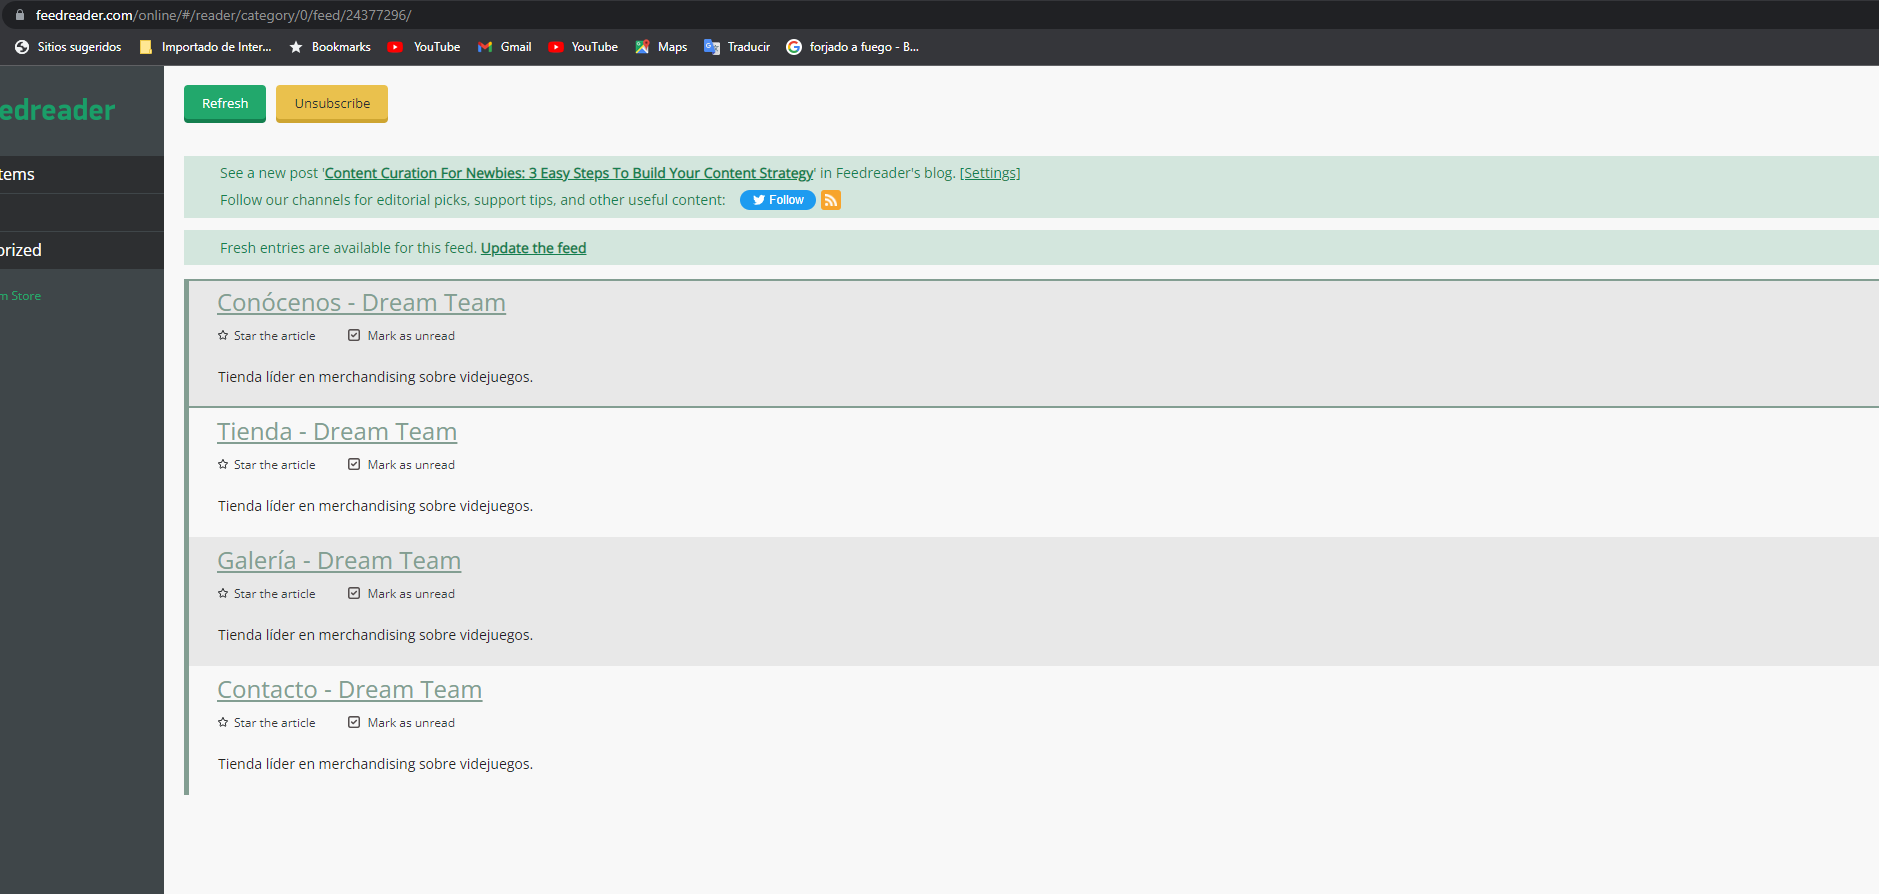 feedreader.com/online/#/reader/category/0/feed/24377296/
Sitios sugeridos Importado de Inter... Bookmarks YouTube Gmail YouTube Maps Traducir forjado a fuego - B...
edreader
Refresh Unsubscribe
tems
orized
m Store
See a new post 'Content Curation For Newbies: 3 Easy Steps To Build Your Content Strategy' in Feedreader's blog. [Settings]
Follow our channels for editorial picks, support tips, and other useful content: Follow
Fresh entries are available for this feed. Update the feed
Conócenos - Dream Team
Star the article Mark as unread
Tienda líder en merchandising sobre videjuegos.
Tienda - Dream Team
Star the article Mark as unread
Tienda líder en merchandising sobre videjuegos.
Galería - Dream Team
Star the article Mark as unread
Tienda líder en merchandising sobre videjuegos.
Contacto - Dream Team
Star the article Mark as unread
Tienda líder en merchandising sobre videjuegos.